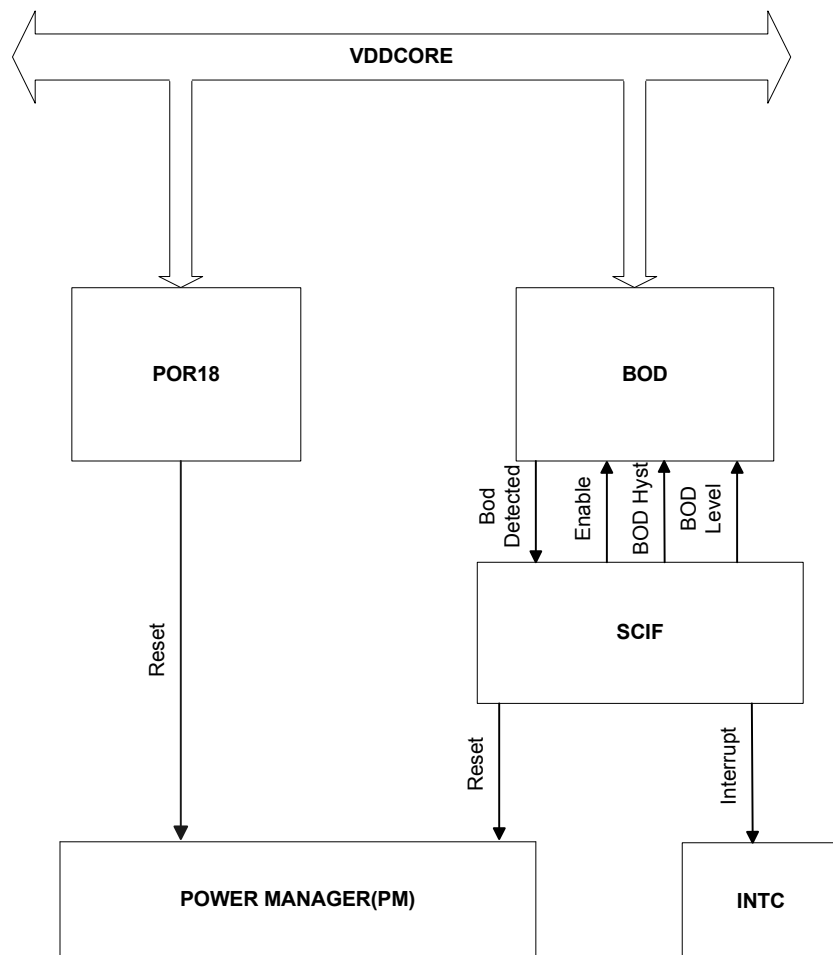 VDDCORE
POR18
BOD
Bod
Detected
Enable
BOD Hyst
BOD
Level
SCIF
Reset
Reset
Interrupt
POWER MANAGER(PM)
INTC